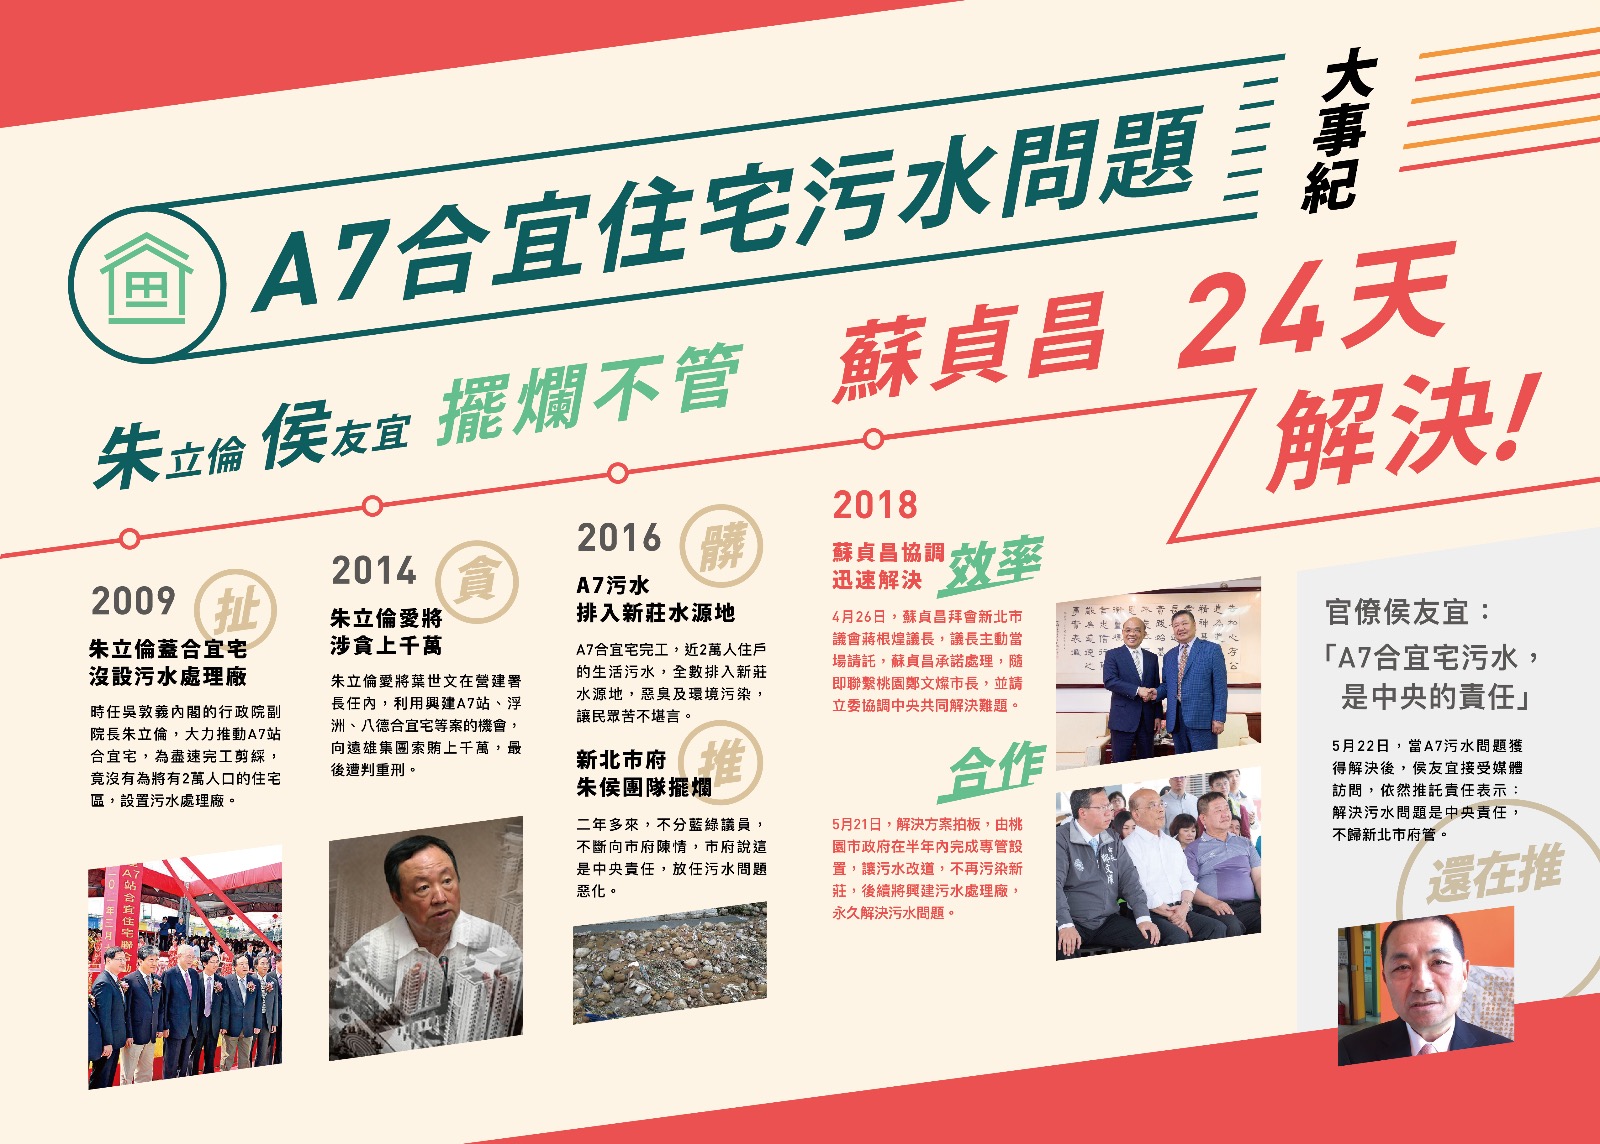 A7合宜住宅污水問題
大事紀
朱立倫侯友宜擺爛不管
蘇貞昌 24天
解決!
2009
扯
朱立倫蓋合宜宅
沒設污水處理廠
時任吳敦義內閣的行政院副
院長朱立倫，大力推動A7站
合宜宅，為盡速完工剪綵，
竟沒有為將有2萬人口的住宅
區，設置污水處理廠。
A7站合宜住宅聯合動
一〇一年三月
2014
貪
朱立倫愛將
涉貪上千萬
朱立倫愛將葉世文在營建署
長任內，利用興建A7站、浮
洲、八德合宜宅等案的機會，
向遠雄集團索賄上千萬，最
後遭判重刑。
2016
髒
A7污水
排入新莊水源地
A7合宜宅完工，近2萬人住戶
的生活污水，全數排入新莊
水源地，惡臭及環境污染，
讓民眾苦不堪言。
新北市府
朱侯團隊擺爛
推
二年多來，不分藍綠議員，
不斷向市府陳情，市府說這
是中央責任，放任污水問題
惡化。
2018
蘇貞昌協調
迅速解決
效率
4月26日，蘇貞昌拜會新北市
議會蔣根煌議長，議長主動當
場請託，蘇貞昌承諾處理，隨
即聯繫桃園鄭文燦市長，並請
立委協調中央共同解決難題。
合作
5月21日，解決方案拍板，由桃
園市政府在半年內完成專管設
置，讓污水改道，不再污染新
莊，後續將興建污水處理廠，
永久解決污水問題。
官僚侯友宜：
「A7合宜宅污水，
是中央的責任」
5月22日，當A7污水問題獲
得解決後，侯友宜接受媒體
訪問，依然推託責任表示：
解決污水問題是中央責任，
不歸新北市府管。
還在推